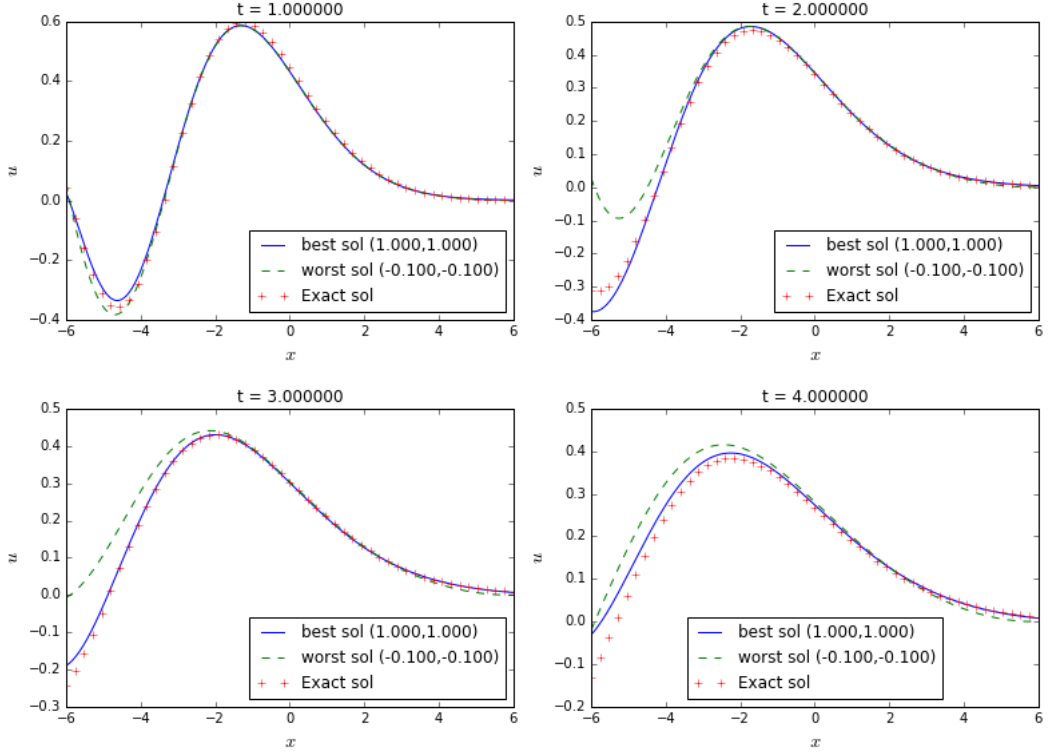 t = 1.000000
0.6
0.4
0.2
0.0
−0.2
−0.4
u
−6 −4 −2 0 2 4 6
x
best sol (1.000,1.000)
worst sol (-0.100,-0.100)
Exact sol
t = 2.000000
0.5
0.4
0.3
0.2
0.1
0.0
−0.1
−0.2
−0.3
−0.4
u
−6 −4 −2 0 2 4 6
x
best sol (1.000,1.000)
worst sol (-0.100,-0.100)
Exact sol
t = 3.000000
0.5
0.4
0.3
0.2
0.1
0.0
−0.1
−0.2
−0.3
u
−6 −4 −2 0 2 4 6
x
best sol (1.000,1.000)
worst sol (-0.100,-0.100)
Exact sol
t = 4.000000
0.5
0.4
0.3
0.2
0.1
0.0
−0.1
−0.2
u
−6 −4 −2 0 2 4 6
x
best sol (1.000,1.000)
worst sol (-0.100,-0.100)
Exact sol